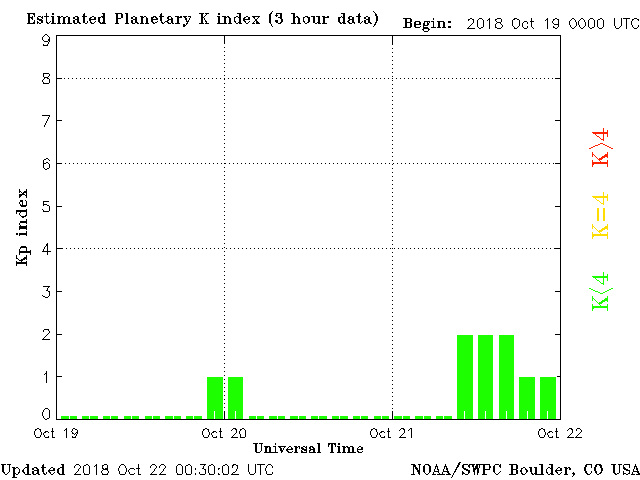 Estimated Planetary K index (3 hour data)
Begin: 2018 Oct 19 0000 UTC
9
8
7
6
5
4
3
2
1
0
Kp index
K>4
K=4
K<4
Oct 19
Oct 20
Oct 21
Oct 22
Universal Time
Updated 2018 Oct 22 00:30:02 UTC
NOAA/SWPC Boulder, CO USA